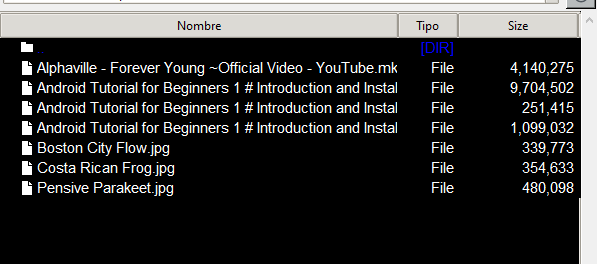 Nombre Tipo Size
.. [DIR]
Alphaville - Forever Young ~Official Video - YouTube.mk File 4,140,275
Android Tutorial for Beginners 1 # Introduction and Instal File 9,704,502
Android Tutorial for Beginners 1 # Introduction and Instal File 251,415
Android Tutorial for Beginners 1 # Introduction and Instal File 1,099,032
Boston City Flow.jpg File 339,773
Costa Rican Frog.jpg File 354,633
Pensive Parakeet.jpg File 480,098